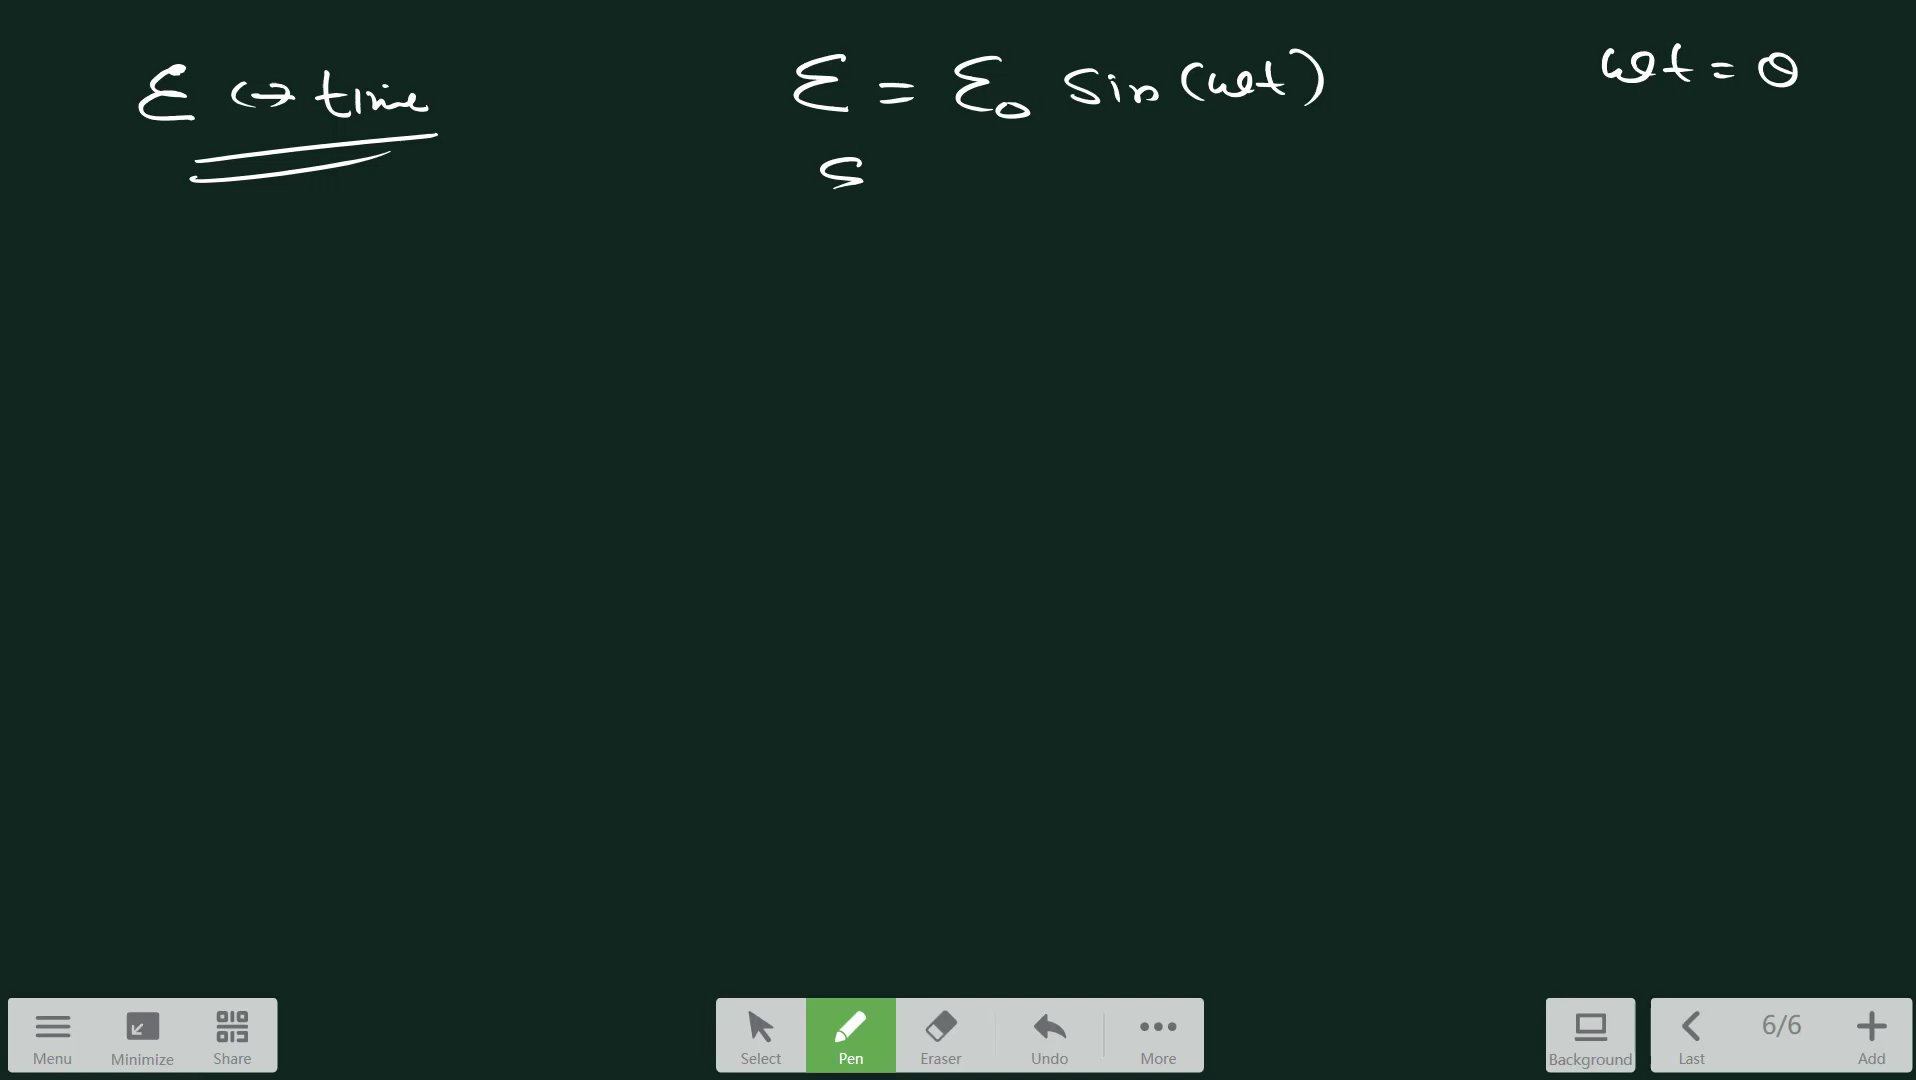 ε ↔ time
ε = ε₀ sin(ωt)
ωt = θ
Menu
Minimize
Share
Select
Pen
Eraser
Undo
More
Background
Last
6/6
Add